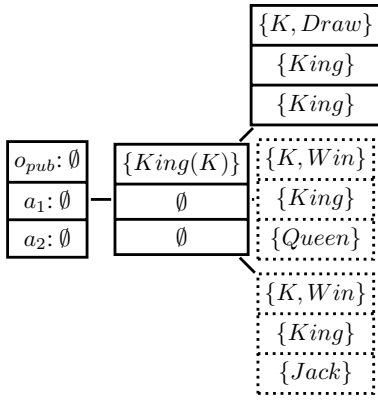 {K, Draw}
{King}
{King}
o_pub: ∅
a_1: ∅
a_2: ∅
{King(K)}
∅
∅
{K, Win}
{King}
{Queen}
{K, Win}
{King}
{Jack}